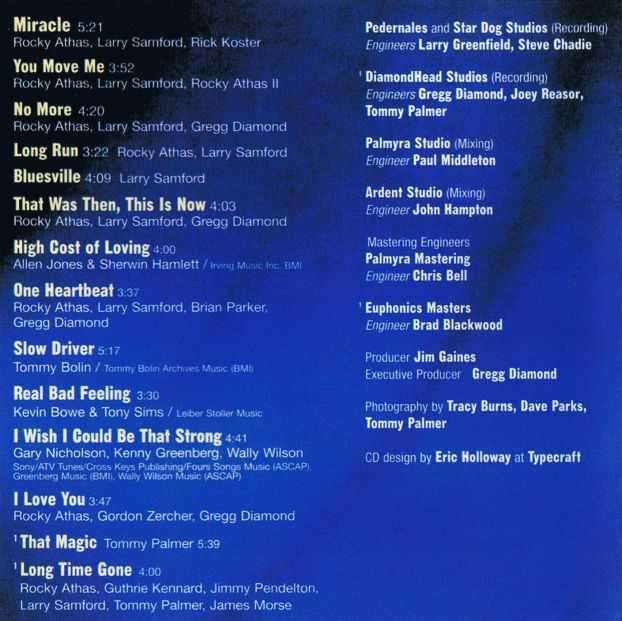 Miracle 5:21
Rocky Athas, Larry Samford, Rick Koster
You Move Me 3:52
Rocky Athas, Larry Samford, Rocky Athas II
No More 4:20
Rocky Athas, Larry Samford, Gregg Diamond
Long Run 3:22 Rocky Athas, Larry Samford
Bluesville 4:09 Larry Samford
That Was Then, This Is Now 4:03
Rocky Athas, Larry Samford, Gregg Diamond
High Cost of Loving 4:00
Allen Jones & Sherwin Hamlett / Irving Music Inc. BMI
One Heartbeat 3:37
Rocky Athas, Larry Samford, Brian Parker,
Gregg Diamond
Slow Driver 5:17
Tommy Bolin / Tommy Bolin Archives Music (BMI)
Real Bad Feeling 3:30
Kevin Bowe & Tony Sims / Leiber Stoller Music
I Wish I Could Be That Strong 4:41
Gary Nicholson, Kenny Greenberg, Wally Wilson
Sony/ATV Tunes/Cross Keys Publishing/Fours Songs Music (ASCAP).
Greenberg Music (BMI), Wally Wilson Music (ASCAP)
I Love You 3:47
Rocky Athas, Gordon Zercher, Gregg Diamond
¹ That Magic Tommy Palmer 5:39
¹ Long Time Gone 4:00
Rocky Athas, Guthrie Kennard, Jimmy Pendelton,
Larry Samford, Tommy Palmer, James Morse
Pedernales and Star Dog Studios (Recording)
Engineers Larry Greenfield, Steve Chadie
¹ DiamondHead Studios (Recording)
Engineers Gregg Diamond, Joey Reasor,
Tommy Palmer
Palmyra Studio (Mixing)
Engineer Paul Middleton
Ardent Studio (Mixing)
Engineer John Hampton
Mastering Engineers
Palmyra Mastering
Engineer Chris Bell
¹ Euphonics Masters
Engineer Brad Blackwood
Producer Jim Gaines
Executive Producer Gregg Diamond
Photography by Tracy Burns, Dave Parks,
Tommy Palmer
CD design by Eric Holloway at Typecraft